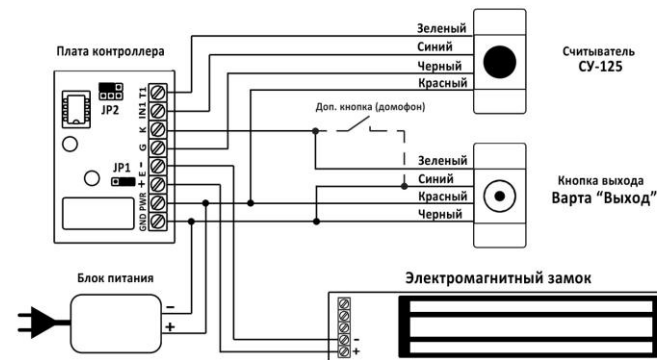 Плата контроллера
JP2
JP1
T1
IN1
K
G
E -
+
PWR
GND
Зеленый
Синий
Черный
Красный
Считыватель
СУ-125
Доп. кнопка (домофон)
Зеленый
Синий
Красный
Черный
Кнопка выхода
Варта "Выход"
Блок питания
-
+
Электромагнитный замок
-
+